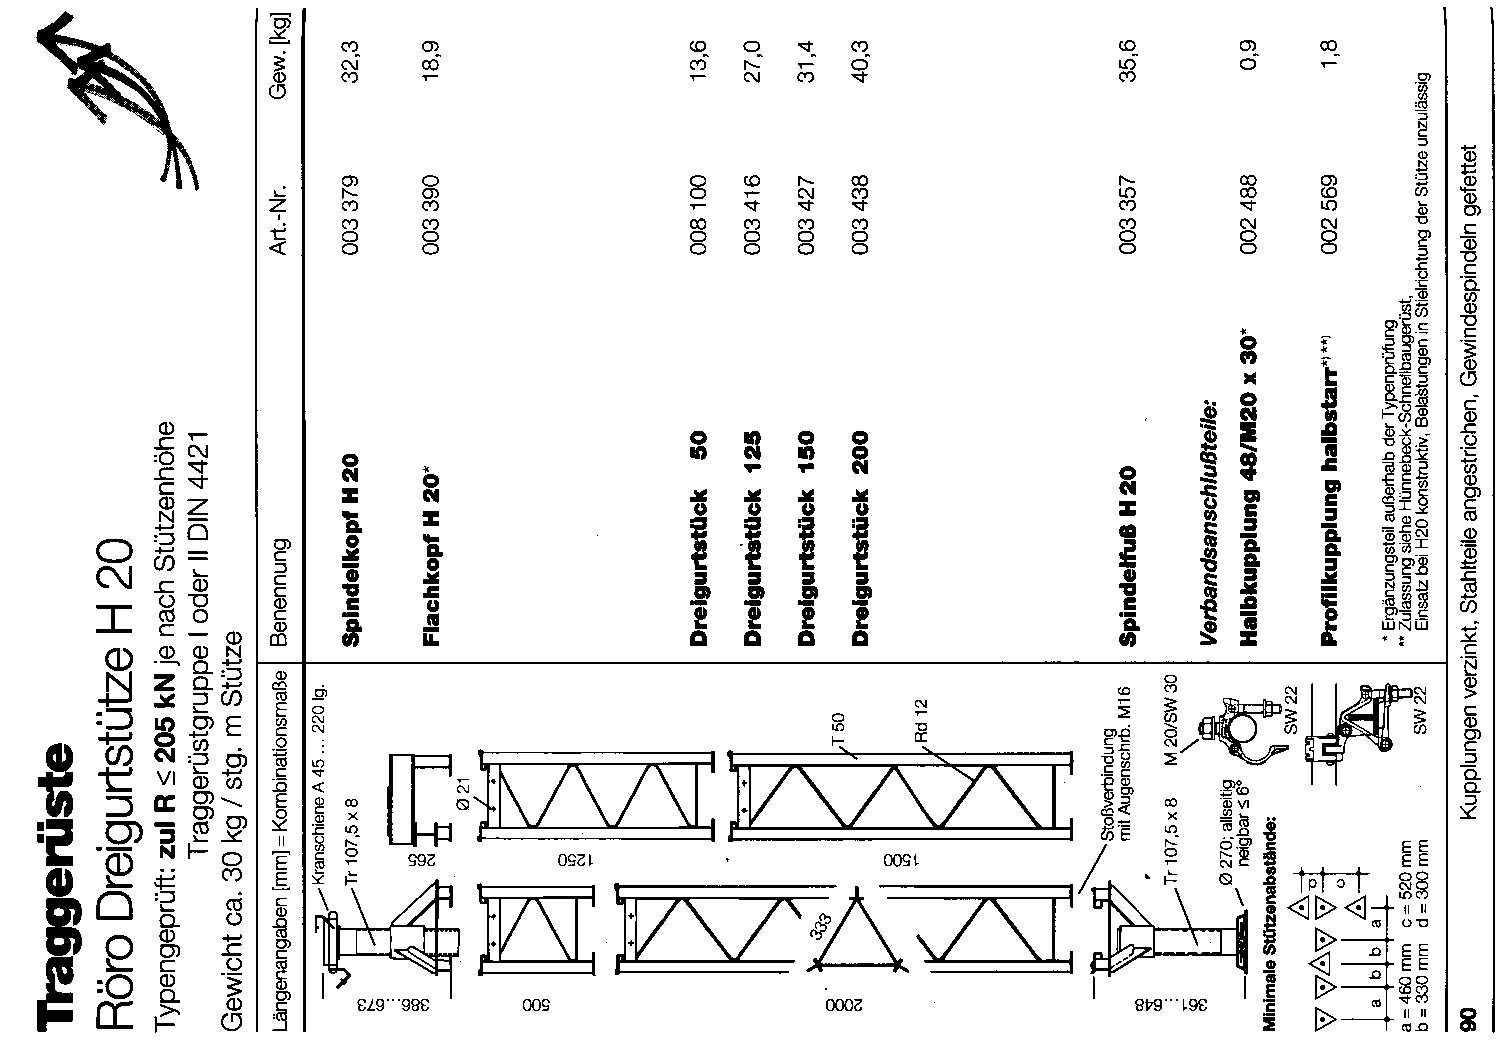 Traggerüste
Röro Dreigurtstütze H 20
Typengeprüft: zul R ≤ 205 kN je nach Stützenhöhe
Traggerüstgruppe I oder II DIN 4421
Gewicht ca. 30 kg / stg. m Stütze
Längenangaben [mm] = Kombinationsmaße Benennung Art.-Nr. Gew. [kg]
Kranschiene A 45 ... 220 lg.
Tr 107,5 x 8
386...673
265
Spindelkopf H 20 003 379 32,3
Flachkopf H 20* 003 390 18,9
Ø 21
500
1250
Dreigurtstück 50 008 100 13,6
Dreigurtstück 125 003 416 27,0
Dreigurtstück 150 003 427 31,4
Dreigurtstück 200 003 438 40,3
333
2000
1500
T 50
Rd 12
Stoßverbindung
mit Augenschrb. M16
361...648
Tr 107,5 x 8
Ø 270; allseitig
neigbar ≤ 6°
Spindelfuß H 20 003 357 35,6
Verbandsanschlußteile:
M 20/SW 30
SW 22
Halbkupplung 48/M20 x 30* 002 488 0,9
Profilkupplung halbstarr*) **) 002 569 1,8
SW 22
Minimale Stützenabstände:
a b b a
c d
a = 460 mm c = 520 mm
b = 330 mm d = 300 mm
* Ergänzungsteil außerhalb der Typenprüfung
** Zulassung siehe Hünnebeck-Schnellbaugerüst,
Einsatz bei H20 konstruktiv, Belastungen in Stielrichtung der Stütze unzulässig
90 Kupplungen verzinkt, Stahlteile angestrichen, Gewindespindeln gefettet